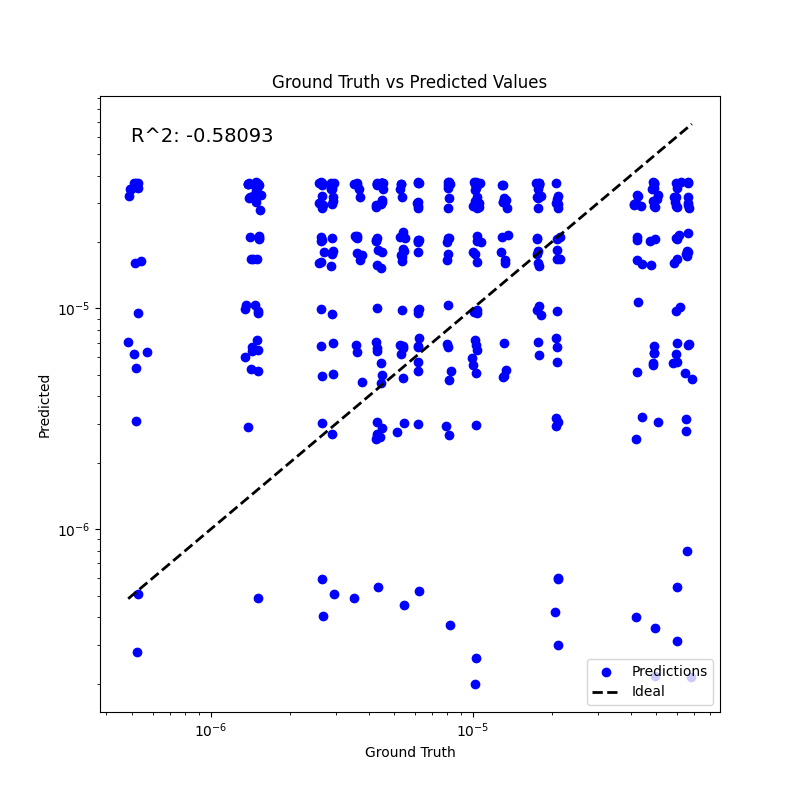 Ground Truth vs Predicted Values
R^2: -0.58093
10⁻⁵
10⁻⁶
Predicted
10⁻⁶
10⁻⁵
Ground Truth
Predictions
Ideal